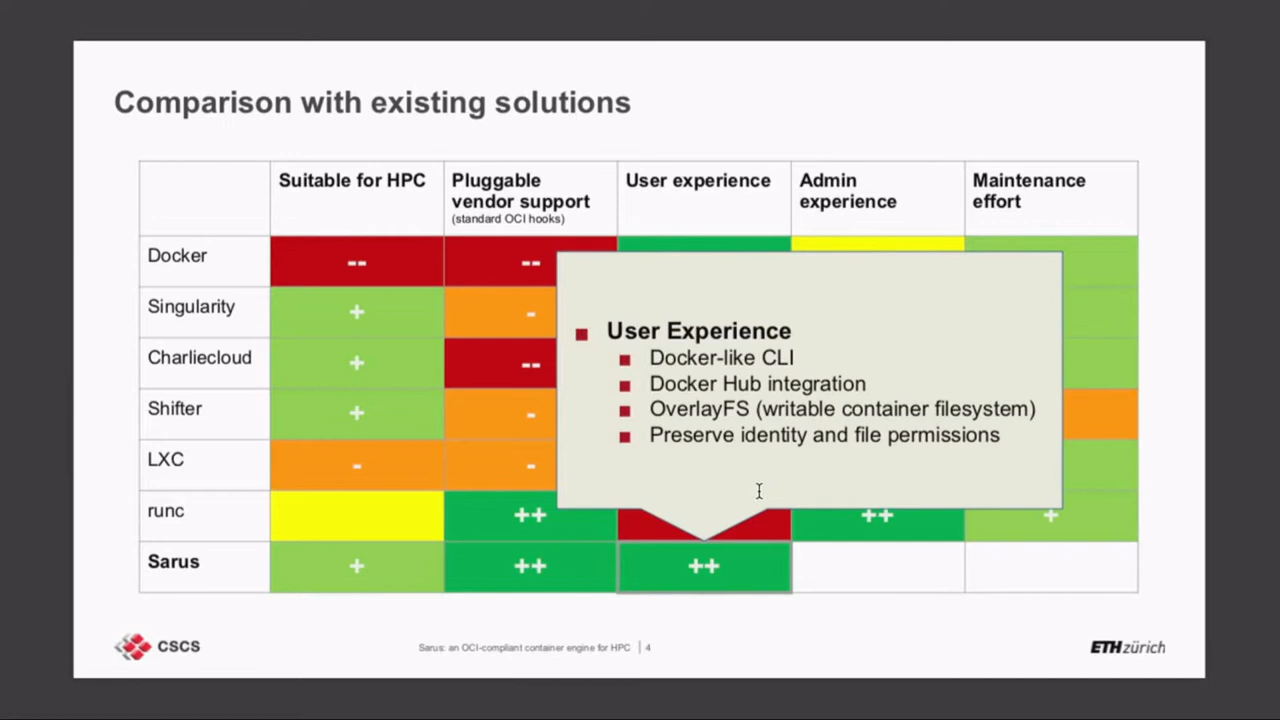 Comparison with existing solutions
Suitable for HPC
Pluggable
vendor support
(standard OCI hooks)
User experience
Admin
experience
Maintenance
effort
Docker
--
--
Singularity
+
-
Charliecloud
+
--
Shifter
+
-
LXC
-
-
runc
++
++
+
Sarus
+
++
++
User Experience
Docker-like CLI
Docker Hub integration
OverlayFS (writable container filesystem)
Preserve identity and file permissions
CSCS
Sarus: an OCI-compliant container engine for HPC | 4
ETH zürich